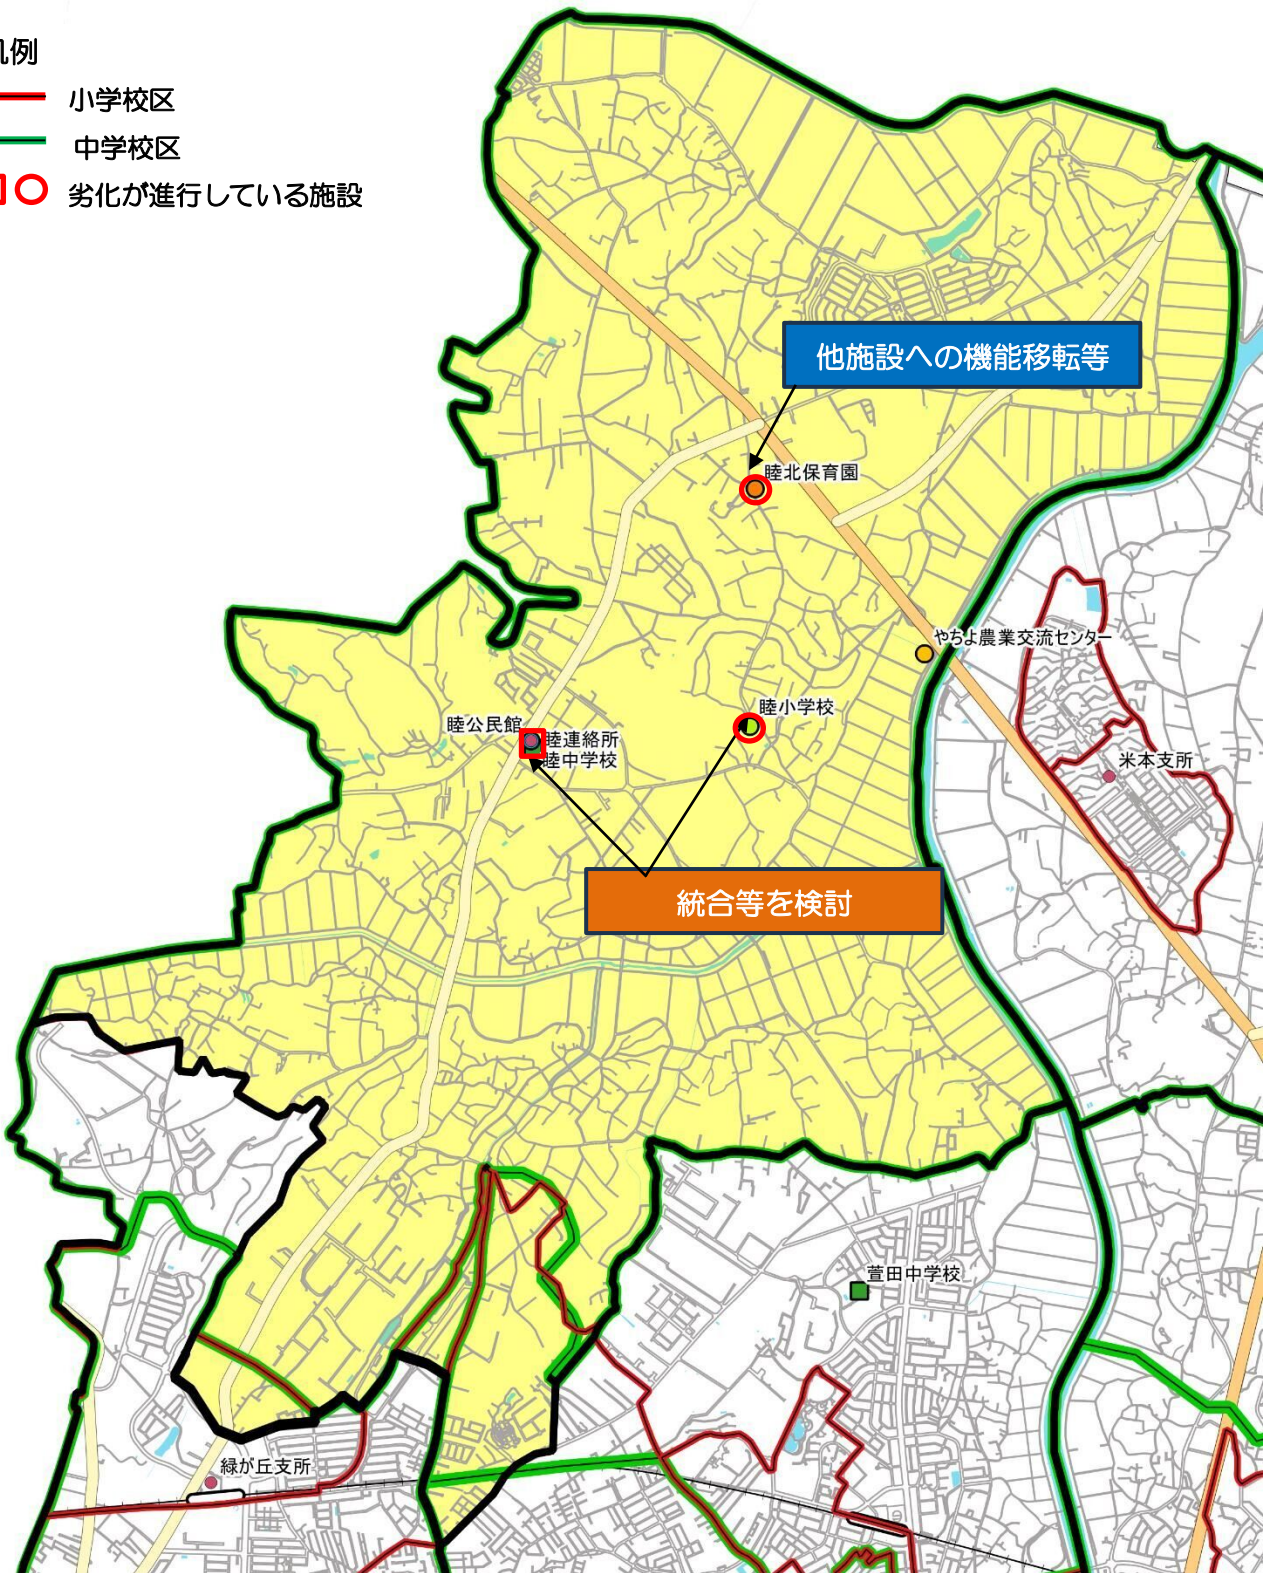 凡例
小学校区
中学校区
劣化が進行している施設
他施設への機能移転等
睦北保育園
やちよ農業交流センター
睦小学校
睦公民館
睦連絡所
睦中学校
米本支所
統合等を検討
萱田中学校
緑が丘支所